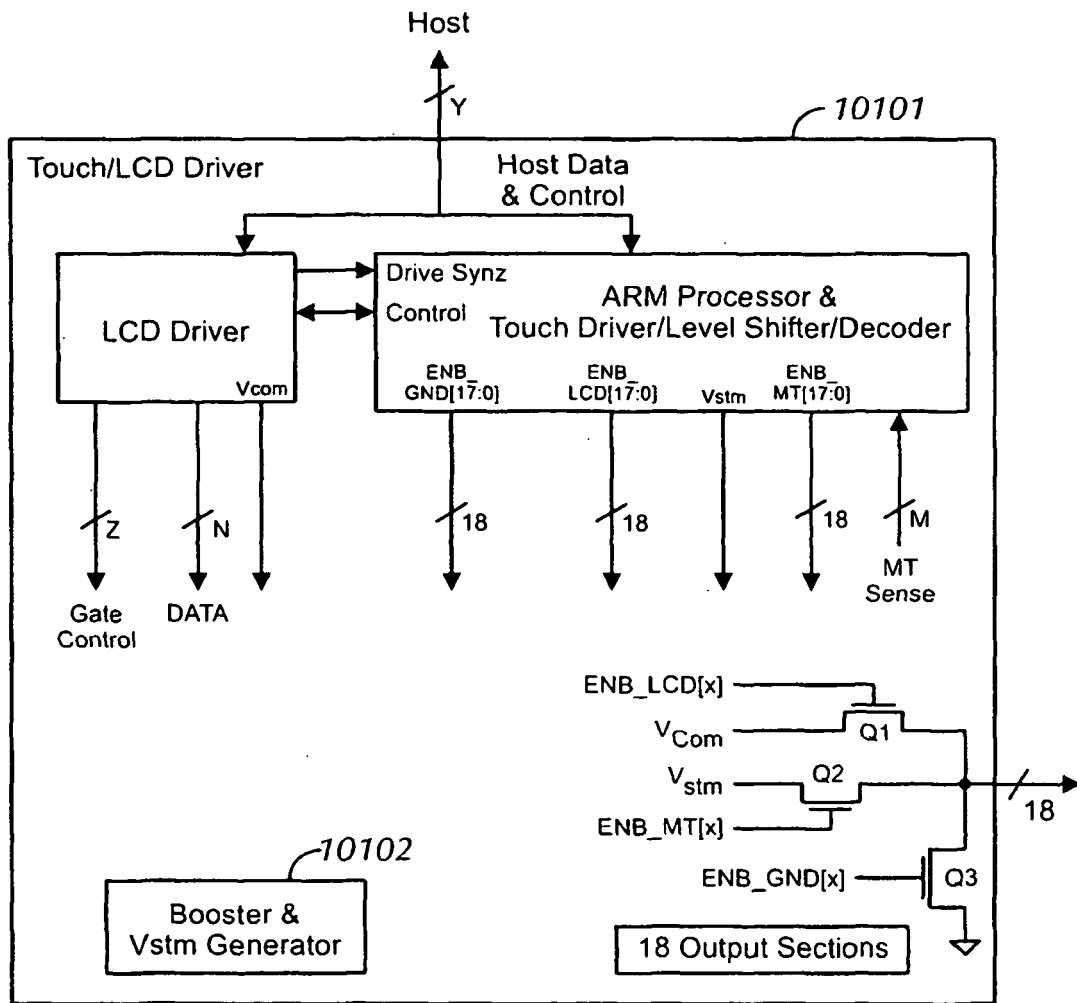 Host
Y
10101
Touch/LCD Driver
Host Data
& Control
LCD Driver
Vcom
Drive Synz
Control
ARM Processor &
Touch Driver/Level Shifter/Decoder
ENB_
GND[17:0]
ENB_
LCD[17:0]
Vstm
ENB_
MT[17:0]
Z
N
18
18
18
M
Gate
Control
DATA
MT
Sense
ENB_LCD[x]
VCom
Q1
Vstm
Q2
18
ENB_MT[x]
ENB_GND[x]
Q3
10102
Booster &
Vstm Generator
18 Output Sections